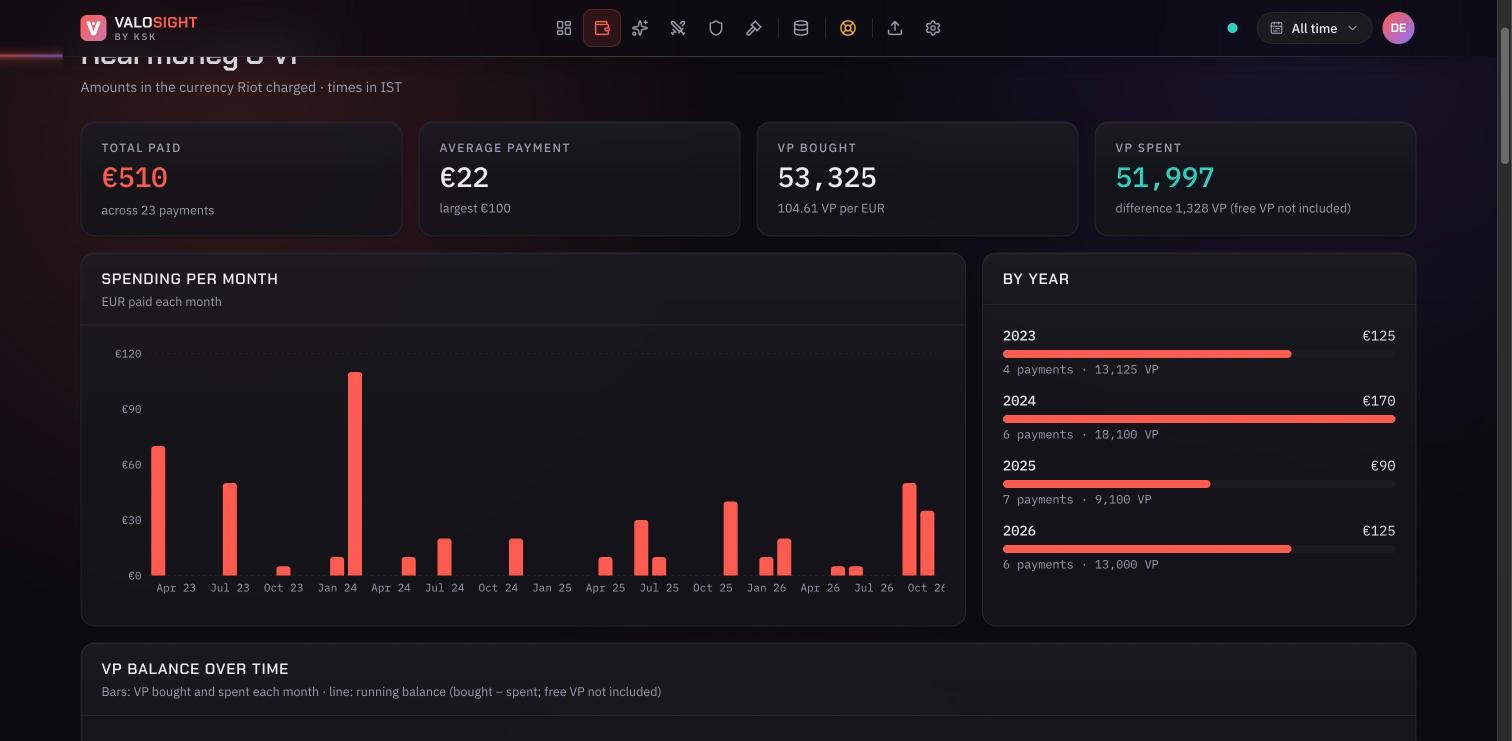 VALOSIGHT
BY KSK
All time
DE
Real money & VP
Amounts in the currency Riot charged · times in IST
TOTAL PAID
€510
across 23 payments
AVERAGE PAYMENT
€22
largest €100
VP BOUGHT
53,325
104.61 VP per EUR
VP SPENT
51,997
difference 1,328 VP (free VP not included)
SPENDING PER MONTH
EUR paid each month
€120
€90
€60
€30
€0
Apr 23 Jul 23 Oct 23 Jan 24 Apr 24 Jul 24 Oct 24 Jan 25 Apr 25 Jul 25 Oct 25 Jan 26 Apr 26 Jul 26 Oct 26
BY YEAR
2023 €125
4 payments · 13,125 VP
2024 €170
6 payments · 18,100 VP
2025 €90
7 payments · 9,100 VP
2026 €125
6 payments · 13,000 VP
VP BALANCE OVER TIME
Bars: VP bought and spent each month · line: running balance (bought − spent; free VP not included)